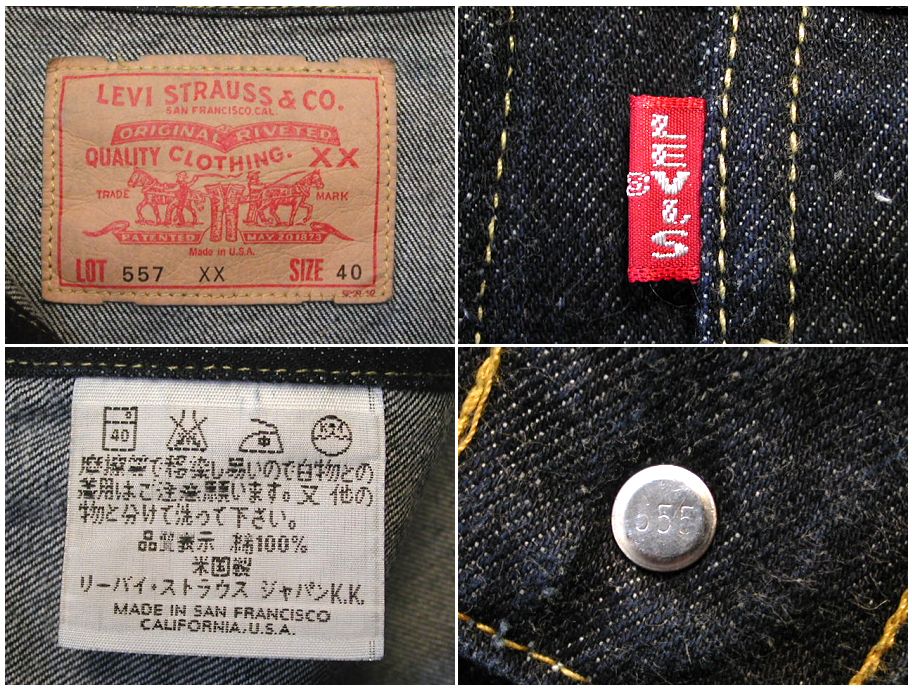 LEVI STRAUSS & CO.
SAN FRANCISCO, CAL.
ORIGINAL RIVETED
QUALITY CLOTHING. XX
TRADE MARK
PATENTED MAY 20 1873
Made in U.S.A.
LOT 557 XX SIZE 40
LEVI'S
®
40
中
摩擦等で移染し易いので白物との
着用はご注意願います。又 他の
物と分けて洗って下さい。
品質表示 綿100%
米国製
リーバイ・ストラウス ジャパンK.K.
MADE IN SAN FRANCISCO
CALIFORNIA.U.S.A.
555